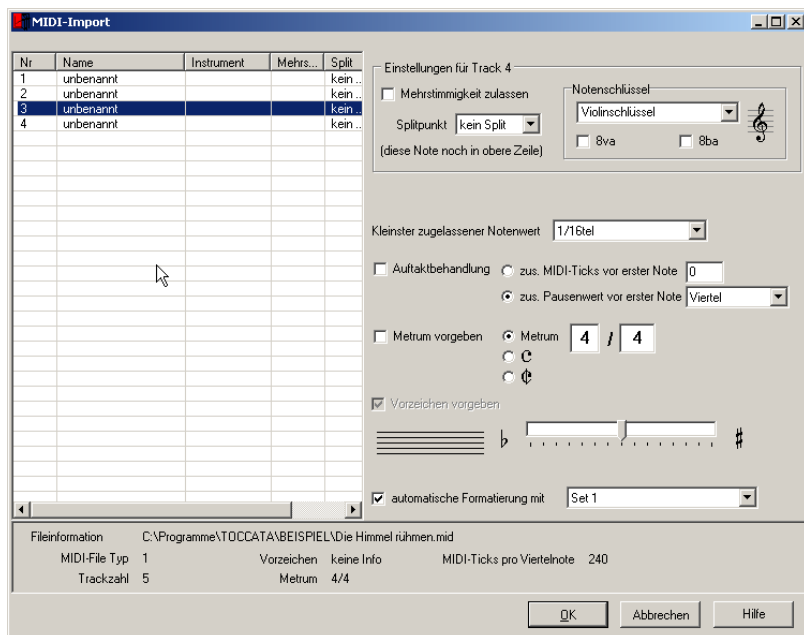 MIDI-Import
Nr Name Instrument Mehrs... Split
1 unbenannt kein ..
2 unbenannt kein ..
3 unbenannt kein ..
4 unbenannt kein ..
Einstellungen für Track 4
Mehrstimmigkeit zulassen
Splitpunkt kein Split
(diese Note noch in obere Zeile)
Notenschlüssel
Violinschlüssel
8va 8ba
Kleinster zugelassener Notenwert 1/16tel
Auftaktbehandlung zus. MIDI-Ticks vor erster Note 0
zus. Pausenwert vor erster Note Viertel
Metrum vorgeben Metrum 4 / 4
Vorzeichen vorgeben
automatische Formatierung mit Set 1
Fileinformation C:\Programme\TOCCATA\BEISPIEL\Die Himmel rühmen.mid
MIDI-File Typ 1 Vorzeichen keine Info MIDI-Ticks pro Viertelnote 240
Trackzahl 5 Metrum 4/4
OK Abbrechen Hilfe